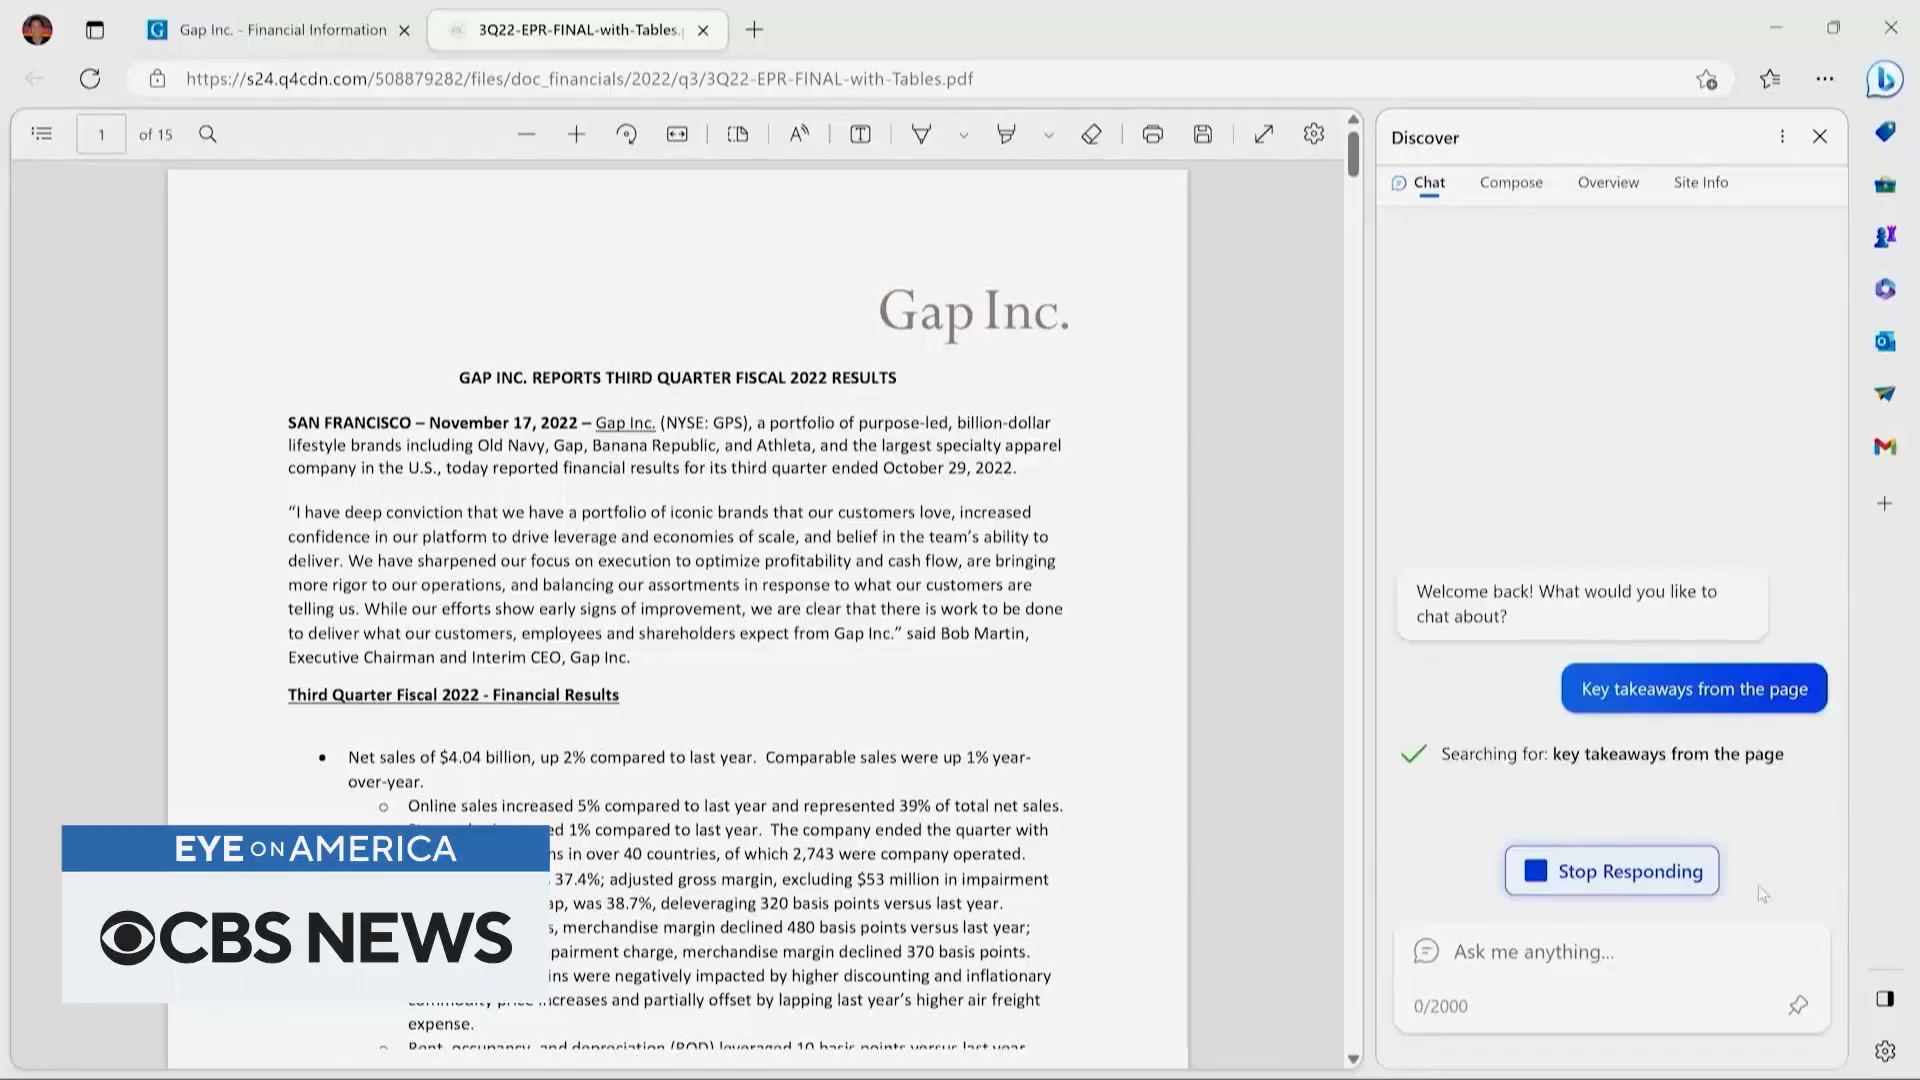 Gap Inc. - Financial Information
3Q22-EPR-FINAL-with-Tables.
https://s24.q4cdn.com/508879282/files/doc_financials/2022/q3/3Q22-EPR-FINAL-with-Tables.pdf
1 of 15
Gap Inc.
GAP INC. REPORTS THIRD QUARTER FISCAL 2022 RESULTS
SAN FRANCISCO – November 17, 2022 – Gap Inc. (NYSE: GPS), a portfolio of purpose-led, billion-dollar
lifestyle brands including Old Navy, Gap, Banana Republic, and Athleta, and the largest specialty apparel
company in the U.S., today reported financial results for its third quarter ended October 29, 2022.
“I have deep conviction that we have a portfolio of iconic brands that our customers love, increased
confidence in our platform to drive leverage and economies of scale, and belief in the team’s ability to
deliver. We have sharpened our focus on execution to optimize profitability and cash flow, are bringing
more rigor to our operations, and balancing our assortments in response to what our customers are
telling us. While our efforts show early signs of improvement, we are clear that there is work to be done
to deliver what our customers, employees and shareholders expect from Gap Inc.” said Bob Martin,
Executive Chairman and Interim CEO, Gap Inc.
Third Quarter Fiscal 2022 - Financial Results
• Net sales of $4.04 billion, up 2% compared to last year. Comparable sales were up 1% year-
over-year.
○ Online sales increased 5% compared to last year and represented 39% of total net sales.
ed 1% compared to last year. The company ended the quarter with
ns in over 40 countries, of which 2,743 were company operated.
37.4%; adjusted gross margin, excluding $53 million in impairment
ap, was 38.7%, deleveraging 320 basis points versus last year.
s, merchandise margin declined 480 basis points versus last year;
pairment charge, merchandise margin declined 370 basis points.
ins were negatively impacted by higher discounting and inflationary
increases and partially offset by lapping last year’s higher air freight
expense.
Rent, occupancy, and depreciation (ROD) leveraged 10 basis points versus last year
EYE ON AMERICA
CBS NEWS
Discover
Chat Compose Overview Site Info
Welcome back! What would you like to
chat about?
Key takeaways from the page
Searching for: key takeaways from the page
Stop Responding
Ask me anything...
0/2000